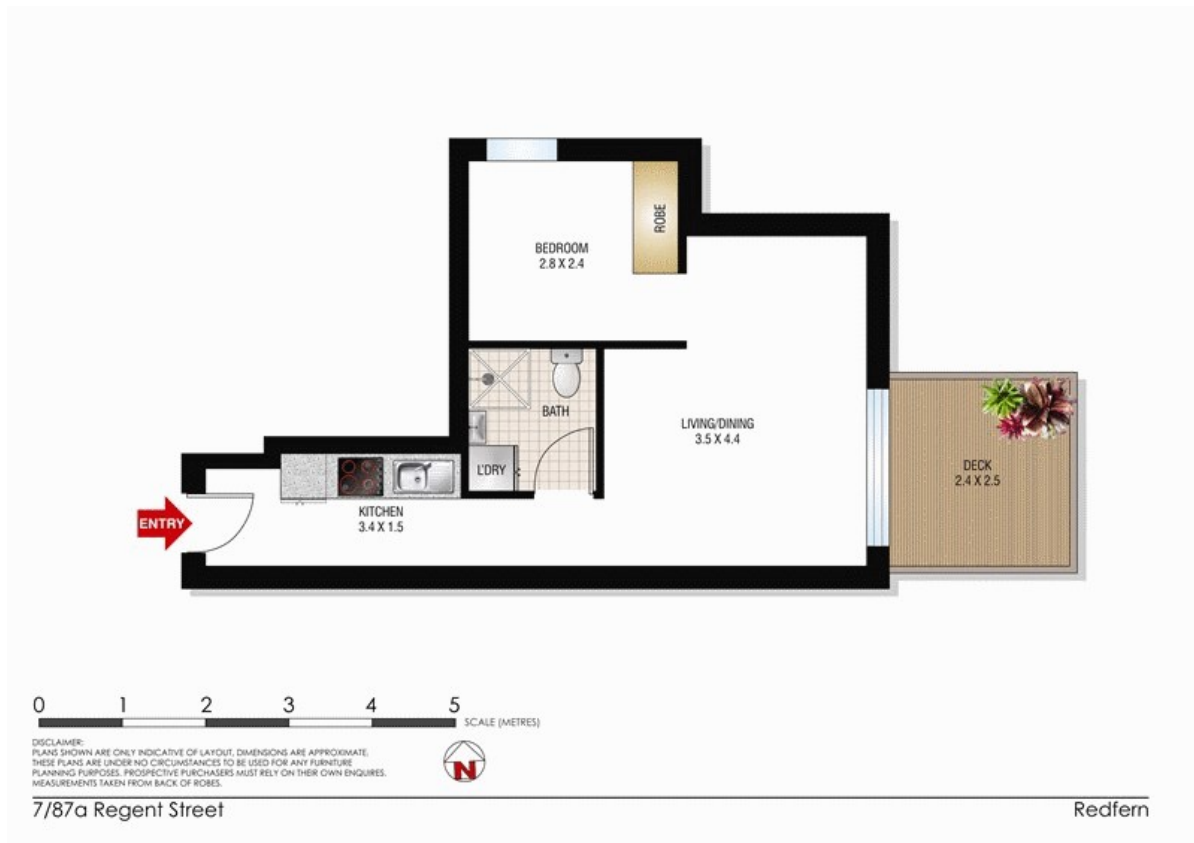 ROBE
BEDROOM
2.8 X 2.4
BATH
LIVING/DINING
3.5 X 4.4
L'DRY
DECK
2.4 X 2.5
KITCHEN
3.4 X 1.5
ENTRY
0 1 2 3 4 5
SCALE (METRES)
DISCLAIMER:
PLANS SHOWN ARE ONLY INDICATIVE OF LAYOUT. DIMENSIONS ARE APPROXIMATE.
THESE PLANS ARE UNDER NO CIRCUMSTANCES TO BE USED FOR ANY FURNITURE
PLANNING PURPOSES. PROSPECTIVE PURCHASERS MUST RELY ON THEIR OWN ENQUIRES.
MEASUREMENTS TAKEN FROM BACK OF ROBES.
N
7/87a Regent Street
Redfern